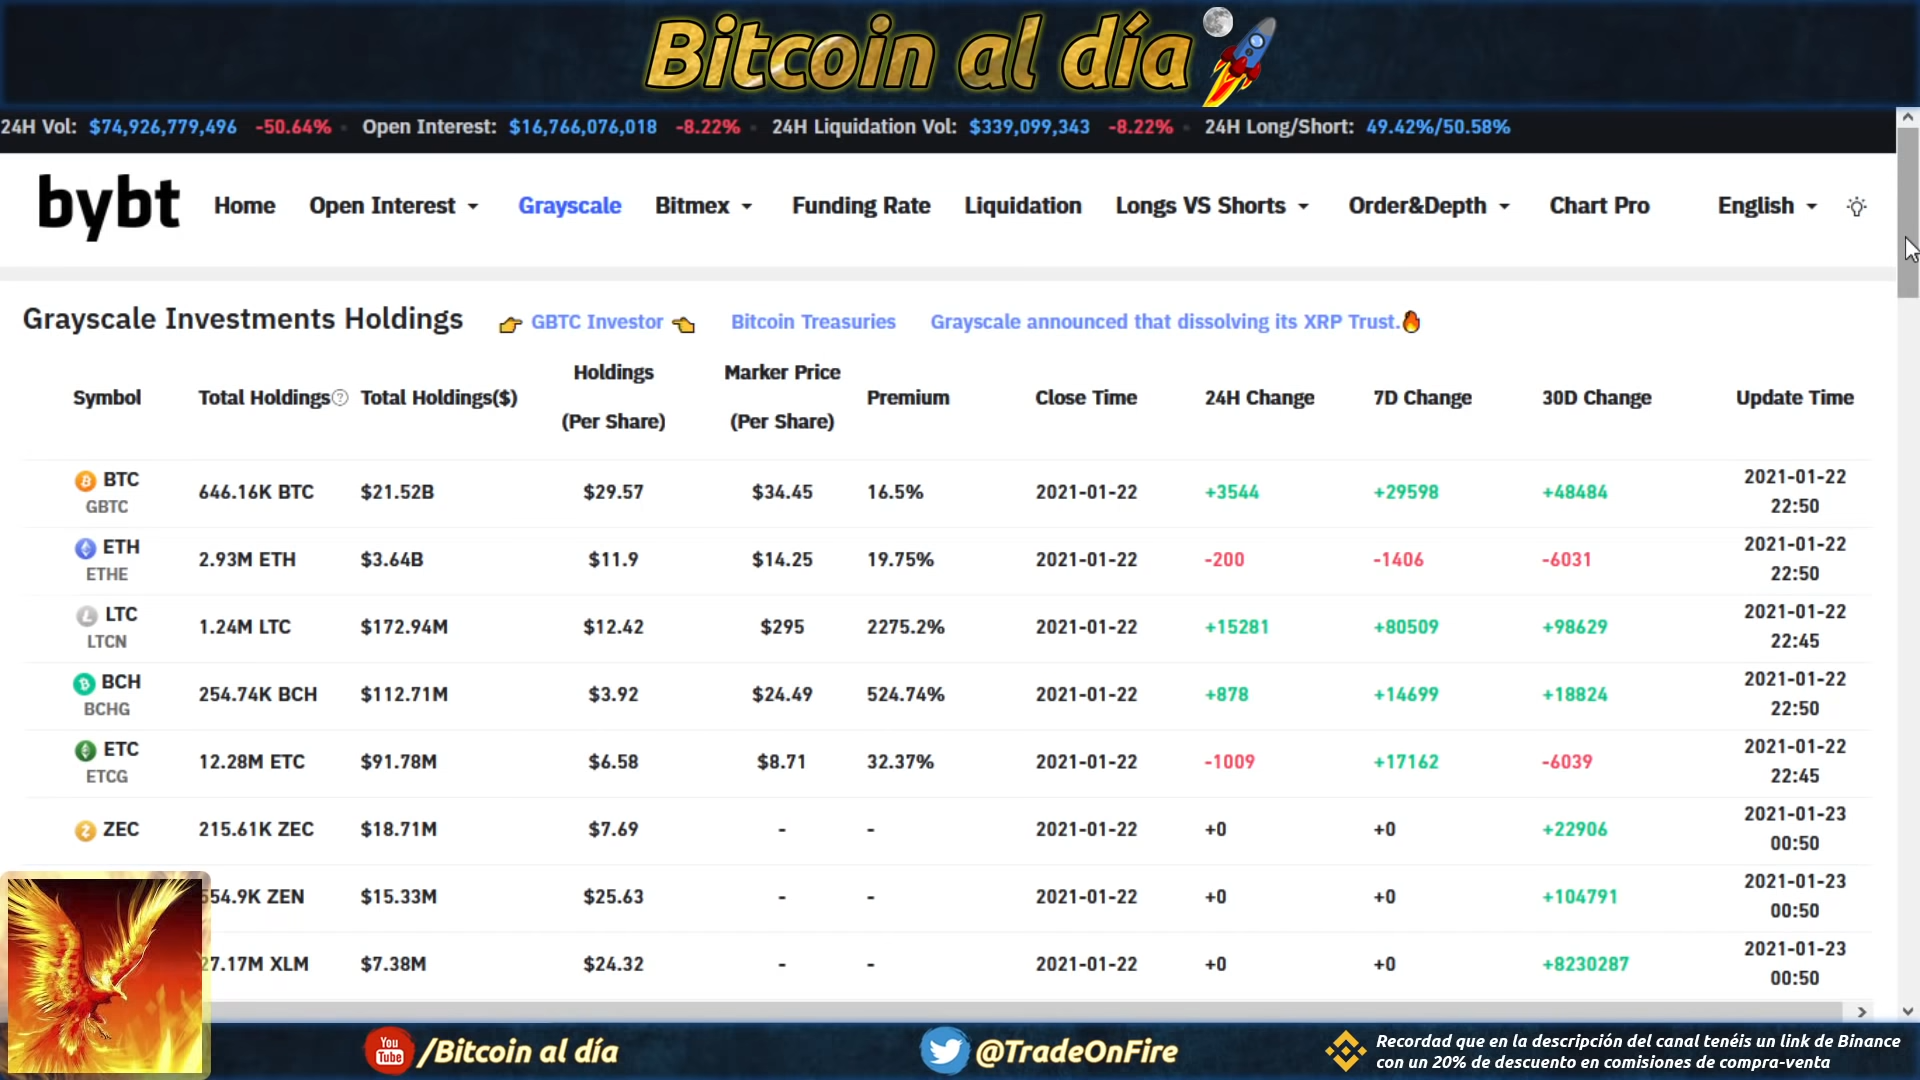 Bitcoin al día
24H Vol: $74,926,779,496 -50.64% Open Interest: $16,766,076,018 -8.22% 24H Liquidation Vol: $339,099,343 -8.22% 24H Long/Short: 49.42%/50.58%
bybt Home Open Interest Grayscale Bitmex Funding Rate Liquidation Longs VS Shorts Order&Depth Chart Pro English
Grayscale Investments Holdings 👉 GBTC Investor 👈 Bitcoin Treasuries Grayscale announced that dissolving its XRP Trust.🔥
Symbol Total Holdings? Total Holdings($) Holdings (Per Share) Marker Price (Per Share) Premium Close Time 24H Change 7D Change 30D Change Update Time
BTC GBTC 646.16K BTC $21.52B $29.57 $34.45 16.5% 2021-01-22 +3544 +29598 +48484 2021-01-22 22:50
ETH ETHE 2.93M ETH $3.64B $11.9 $14.25 19.75% 2021-01-22 -200 -1406 -6031 2021-01-22 22:50
LTC LTCN 1.24M LTC $172.94M $12.42 $295 2275.2% 2021-01-22 +15281 +80509 +98629 2021-01-22 22:45
BCH BCHG 254.74K BCH $112.71M $3.92 $24.49 524.74% 2021-01-22 +878 +14699 +18824 2021-01-22 22:50
ETC ETCG 12.28M ETC $91.78M $6.58 $8.71 32.37% 2021-01-22 -1009 +17162 -6039 2021-01-22 22:45
ZEC 215.61K ZEC $18.71M $7.69 - - 2021-01-22 +0 +0 +22906 2021-01-23 00:50
ZEN $15.33M $25.63 - - 2021-01-22 +0 +0 +104791 2021-01-23 00:50
XLM $7.38M $24.32 - - 2021-01-22 +0 +0 +8230287 2021-01-23 00:50
You Tube /Bitcoin al día @TradeOnFire
Recordad que en la descripción del canal tenéis un link de Binance
con un 20% de descuento en comisiones de compra-venta